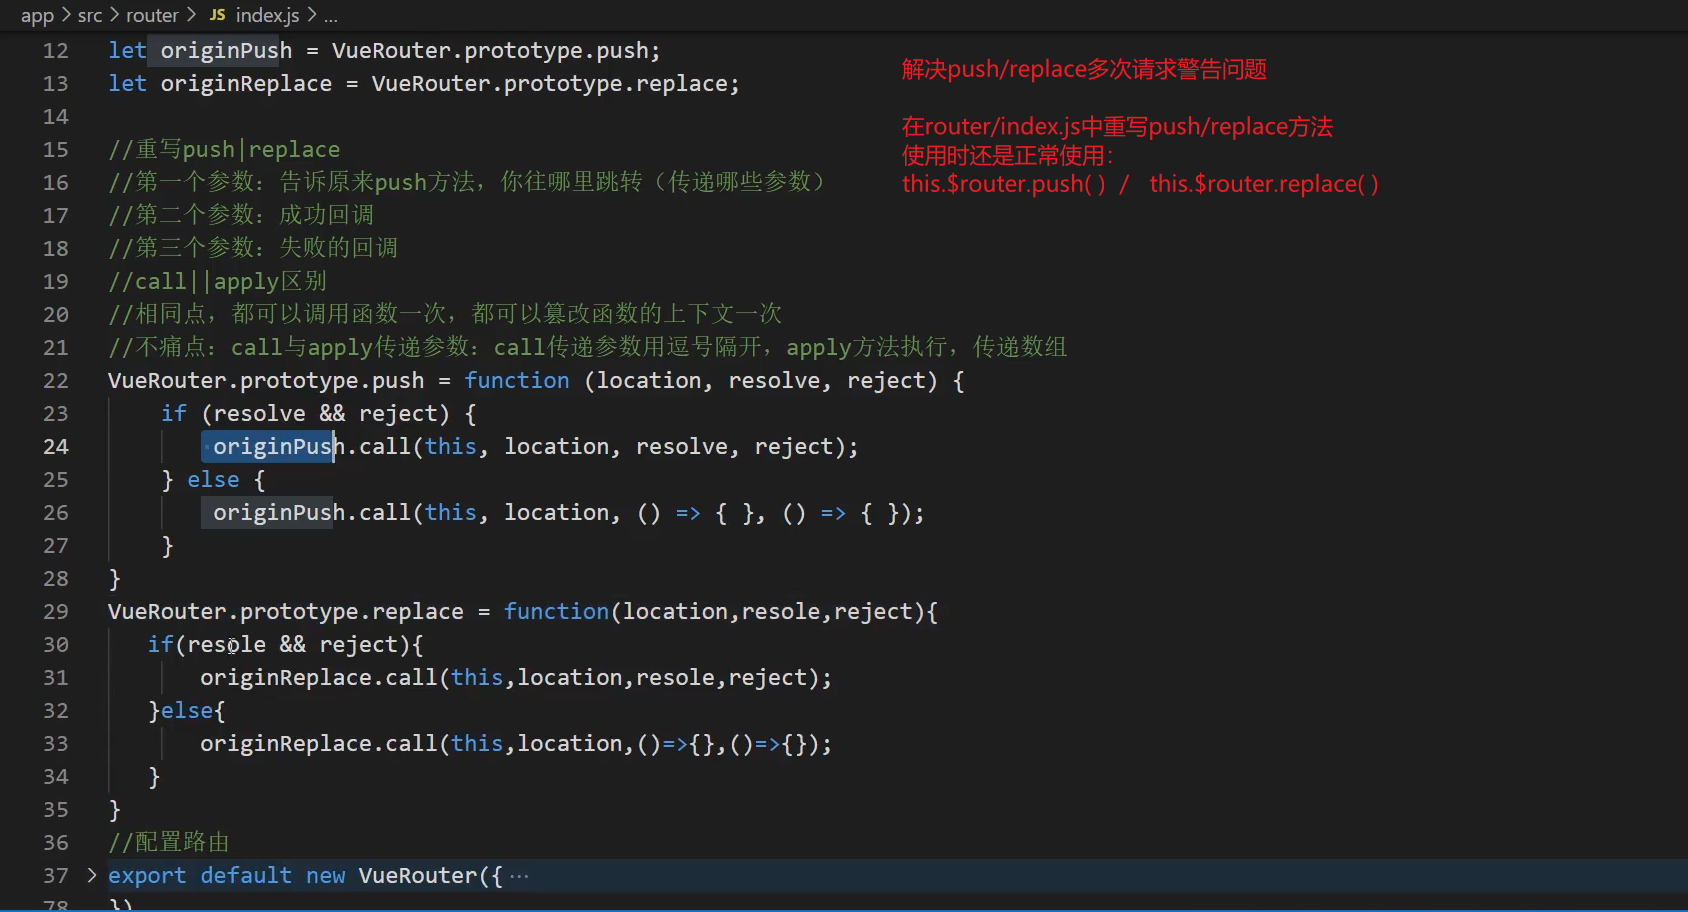 app > src > router > JS index.js > ...
12 let originPush = VueRouter.prototype.push;
解决push/replace多次请求警告问题
13 let originReplace = VueRouter.prototype.replace;
14
在router/index.js中重写push/replace方法
15 //重写push|replace
使用时还是正常使用：
16 //第一个参数：告诉原来push方法，你往哪里跳转（传递哪些参数）
this.$router.push( ) / this.$router.replace( )
17 //第二个参数：成功回调
18 //第三个参数：失败的回调
19 //call||apply区别
20 //相同点，都可以调用函数一次，都可以篡改函数的上下文一次
21 //不痛点：call与apply传递参数：call传递参数用逗号隔开，apply方法执行，传递数组
22 VueRouter.prototype.push = function (location, resolve, reject) {
23 if (resolve && reject) {
24 originPush.call(this, location, resolve, reject);
25 } else {
26 originPush.call(this, location, () => { }, () => { });
27 }
28 }
29 VueRouter.prototype.replace = function(location,resole,reject){
30 if(resole && reject){
31 originReplace.call(this,location,resole,reject);
32 }else{
33 originReplace.call(this,location,()=>{},()=>{});
34 }
35 }
36 //配置路由
37 > export default new VueRouter({ ...
78 })